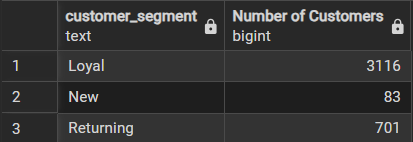 customer_segment Number of Customers
text bigint
1 Loyal 3116
2 New 83
3 Returning 701